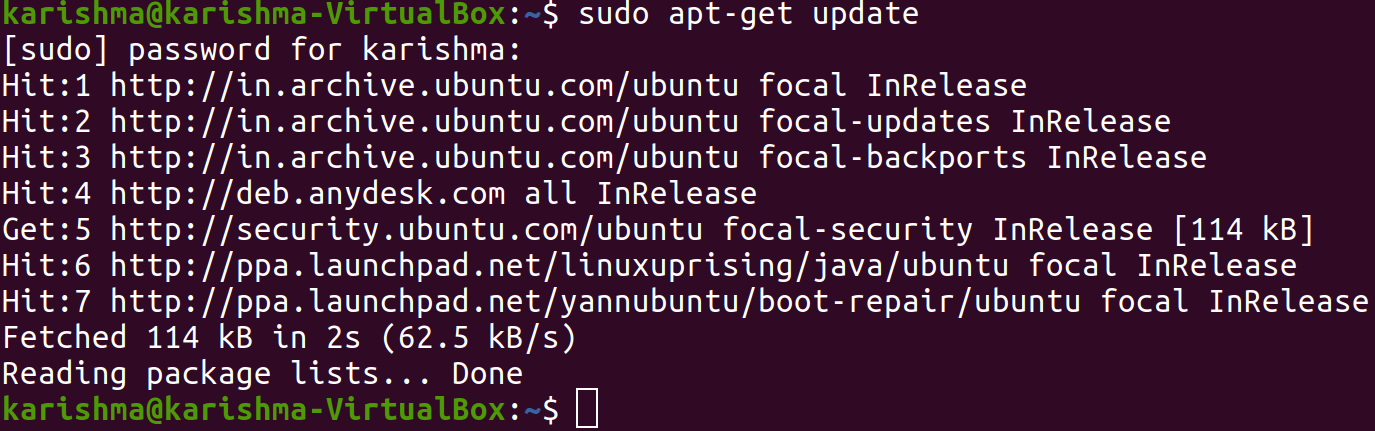 karishma@karishma-VirtualBox:~$ sudo apt-get update
[sudo] password for karishma:
Hit:1 http://in.archive.ubuntu.com/ubuntu focal InRelease
Hit:2 http://in.archive.ubuntu.com/ubuntu focal-updates InRelease
Hit:3 http://in.archive.ubuntu.com/ubuntu focal-backports InRelease
Hit:4 http://deb.anydesk.com all InRelease
Get:5 http://security.ubuntu.com/ubuntu focal-security InRelease [114 kB]
Hit:6 http://ppa.launchpad.net/linuxuprising/java/ubuntu focal InRelease
Hit:7 http://ppa.launchpad.net/yannubuntu/boot-repair/ubuntu focal InRelease
Fetched 114 kB in 2s (62.5 kB/s)
Reading package lists... Done
karishma@karishma-VirtualBox:~$